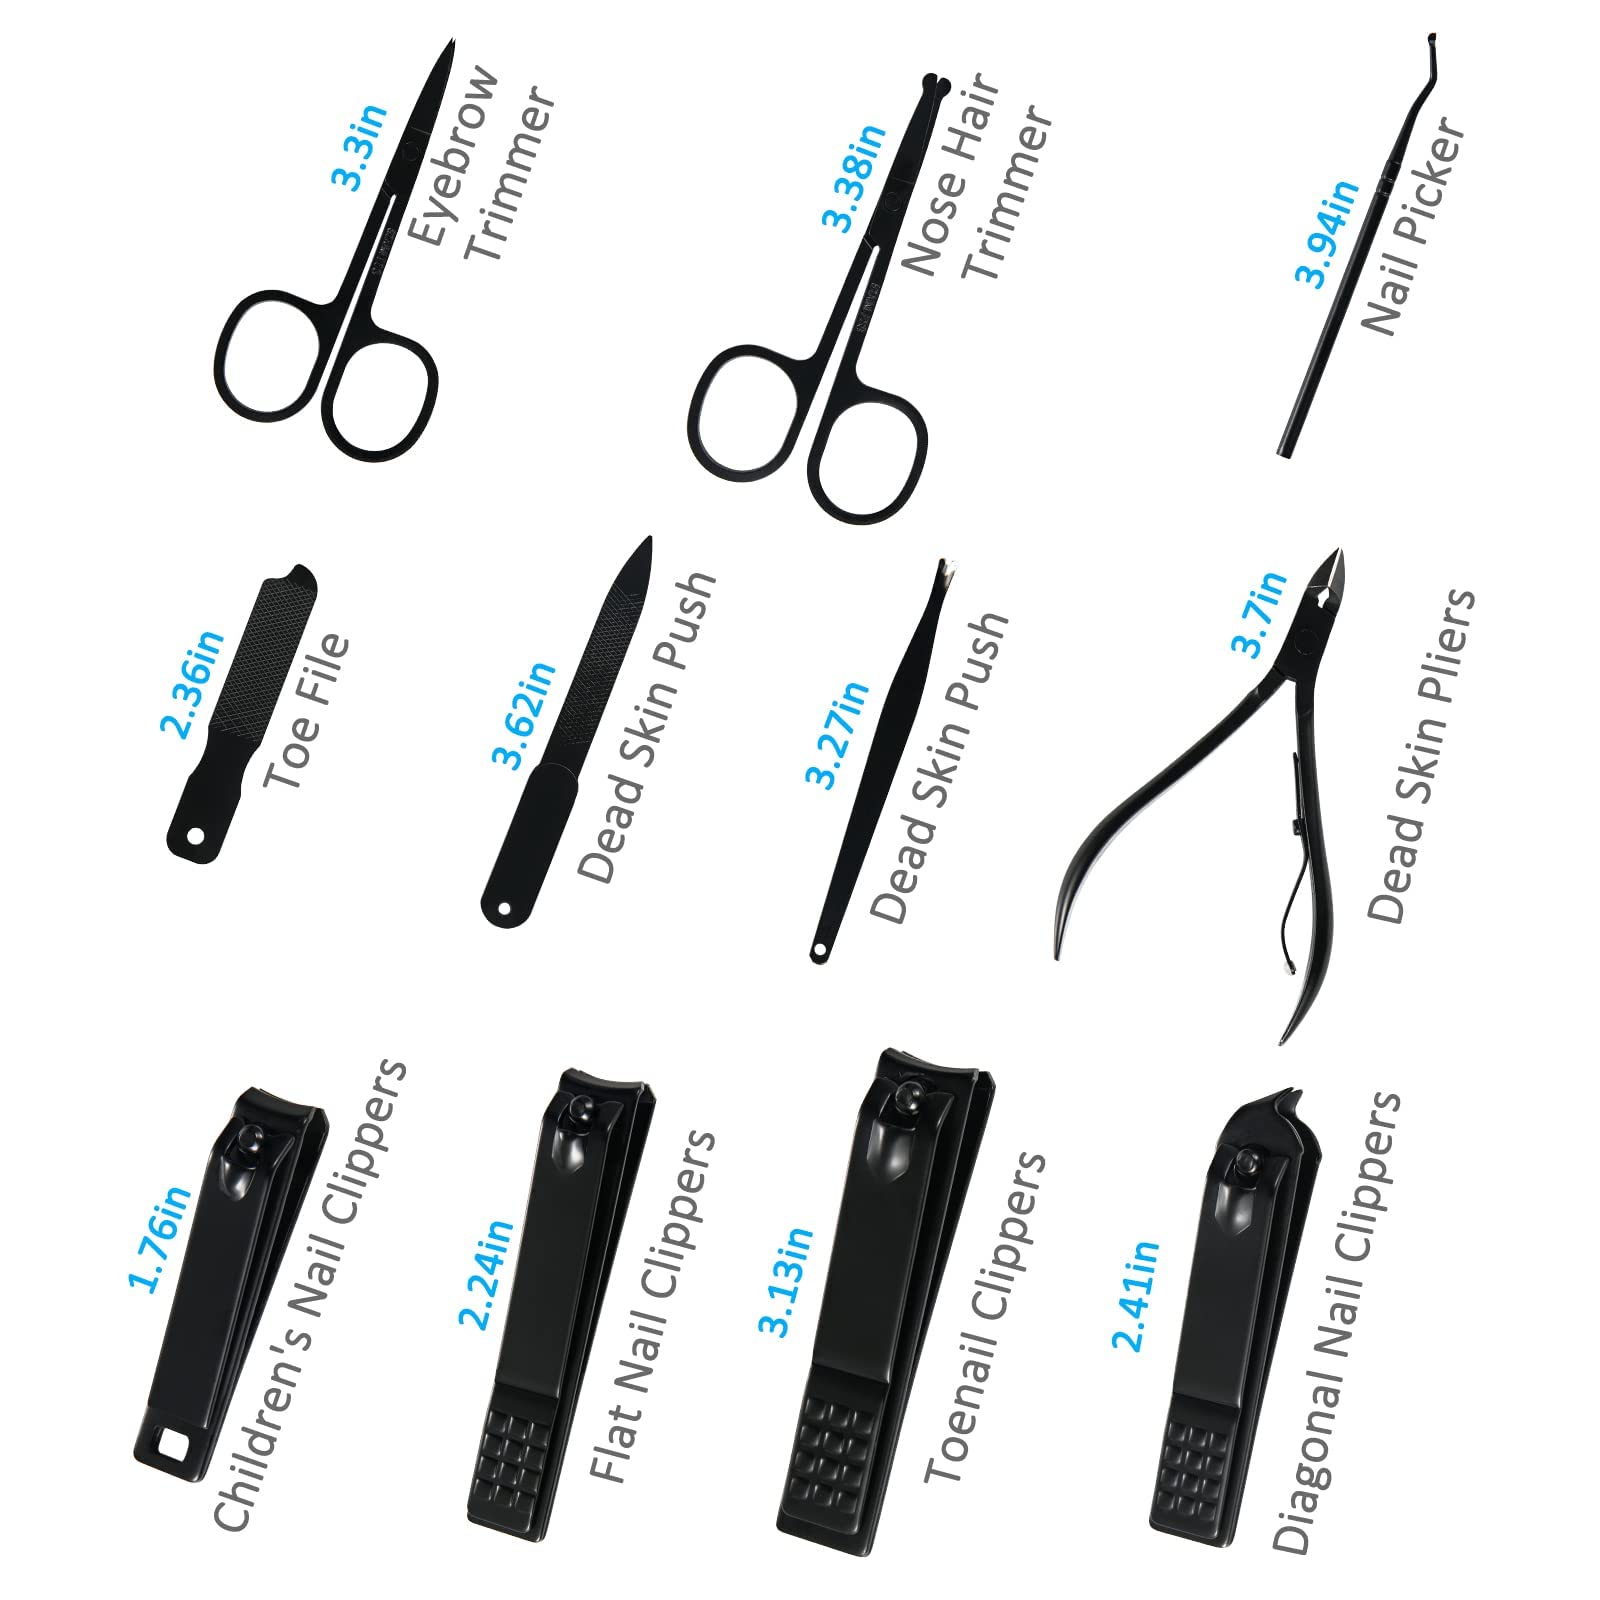 3.3in
Eyebrow
Trimmer
3.38in
Nose Hair
Trimmer
3.94in
Nail Picker
2.36in
Toe File
3.62in
Dead Skin Push
3.27in
Dead Skin Push
3.7in
Dead Skin Pliers
1.76in
Children's Nail Clippers
2.24in
Flat Nail Clippers
3.13in
Toenail Clippers
2.41in
Diagonal Nail Clippers